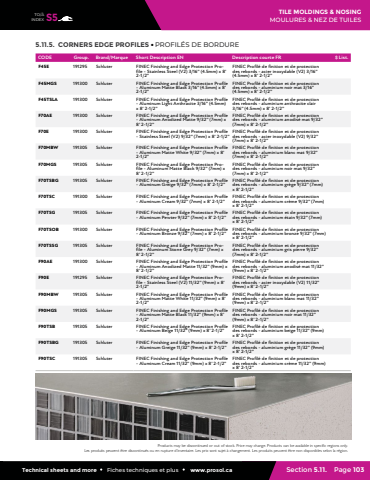 TOJS
INDEX S5
TILE MOLDINGS & NOSING
MOULURES & NEZ DE TUILES
5.11.5. CORNERS EDGE PROFILES • PROFILÉS DE BORDURE
CODE Group. Brand/Marque Short Description EN Description courte FR $ List.
F45E 191295 Schluter FINEC Finishing and Edge Protection Profile - Stainless Steel (V2) 3/16" (4.5mm) x 8' 2-1/2" FINEC Profilé de finition et de protection des rebords - acier inoxydable (V2) 3/16" (4.5mm) x 8' 2-1/2"
F45MGS 191300 Schluter FINEC Finishing and Edge Protection Profile - Aluminum Matte Black 3/16" (4.5mm) x 8' 2-1/2" FINEC Profilé de finition et de protection des rebords - aluminium noir mat 3/16" (4.5mm) x 8' 2-1/2"
F45TSLA 191300 Schluter FINEC Finishing and Edge Protection Profile - Aluminum Light Anthracite 3/16" (4.5mm) x 8' 2-1/2" FINEC Profilé de finition et de protection des rebords - aluminium anthracite clair 3/16" (4.5mm) x 8' 2-1/2"
F70AE 191300 Schluter FINEC Finishing and Edge Protection Profile - Aluminum Anodized Matte 9/32" (7mm) x 8' 2-1/2" FINEC Profilé de finition et de protection des rebords - aluminium anodisé mat 9/32" (7mm) x 8' 2-1/2"
F70E 191300 Schluter FINEC Finishing and Edge Protection Profile - Stainless Steel (V2) 9/32" (7mm) x 8' 2-1/2" FINEC Profilé de finition et de protection des rebords - acier inoxydable (V2) 9/32" (7mm) x 8' 2-1/2"
F70MBW 191300 Schluter FINEC Finishing and Edge Protection Profile - Aluminum Matte White 9/32" (7mm) x 8' 2-1/2" FINEC Profilé de finition et de protection des rebords - aluminium blanc mat 9/32" (7mm) x 8' 2-1/2"
F70MGS 191300 Schluter FINEC Finishing and Edge Protection Profile - Aluminum Matte Black 9/32" (7mm) x 8' 2-1/2" FINEC Profilé de finition et de protection des rebords - aluminium noir mat 9/32" (7mm) x 8' 2-1/2"
F70TSBG 191300 Schluter FINEC Finishing and Edge Protection Profile - Aluminum Greige 9/32" (7mm) x 8' 2-1/2" FINEC Profilé de finition et de protection des rebords - aluminium grège 9/32" (7mm) x 8' 2-1/2"
F70TSC 191300 Schluter FINEC Finishing and Edge Protection Profile - Aluminum Cream 9/32" (7mm) x 8' 2-1/2" FINEC Profilé de finition et de protection des rebords - aluminium crème 9/32" (7mm) x 8' 2-1/2"
F70TSG 191300 Schluter FINEC Finishing and Edge Protection Profile - Aluminum Pewter 9/32" (7mm) x 8' 2-1/2" FINEC Profilé de finition et de protection des rebords - aluminium étain 9/32" (7mm) x 8' 2-1/2"
F70TSOB 191300 Schluter FINEC Finishing and Edge Protection Profile - Aluminum Bronze 9/32" (7mm) x 8' 2-1/2" FINEC Profilé de finition et de protection des rebords - aluminium bronze 9/32" (7mm) x 8' 2-1/2"
F70TSSG 191300 Schluter FINEC Finishing and Edge Protection Profile - Aluminum Stone Grey 9/32" (7mm) x 8' 2-1/2" FINEC Profilé de finition et de protection des rebords - aluminium gris pierre 9/32" (7mm) x 8' 2-1/2"
F90AE 191300 Schluter FINEC Finishing and Edge Protection Profile - Aluminum Anodized Matte 11/32" (9mm) x 8' 2-1/2" FINEC Profilé de finition et de protection des rebords - aluminium anodisé mat 11/32" (9mm) x 8' 2-1/2"
F90E 191295 Schluter FINEC Finishing and Edge Protection Profile - Stainless Steel (V2) 11/32" (9mm) x 8' 2-1/2" FINEC Profilé de finition et de protection des rebords - acier inoxydable (V2) 11/32" (9mm) x 8' 2-1/2"
F90MBW 191305 Schluter FINEC Finishing and Edge Protection Profile - Aluminum Matte White 11/32" (9mm) x 8' 2-1/2" FINEC Profilé de finition et de protection des rebords - aluminium blanc mat 11/32" (9mm) x 8' 2-1/2"
F90MGS 191305 Schluter FINEC Finishing and Edge Protection Profile - Aluminum Matte Black 11/32" (9mm) x 8' 2-1/2" FINEC Profilé de finition et de protection des rebords - aluminium noir mat 11/32" (9mm) x 8' 2-1/2"
F90TSB 191305 Schluter FINEC Finishing and Edge Protection Profile - Aluminum Beige 11/32" (9mm) x 8' 2-1/2" FINEC Profilé de finition et de protection des rebords - aluminium beige 11/32" (9mm) x 8' 2-1/2"
F90TSBG 191305 Schluter FINEC Finishing and Edge Protection Profile - Aluminum Greige 11/32" (9mm) x 8' 2-1/2" FINEC Profilé de finition et de protection des rebords - aluminium grège 11/32" (9mm) x 8' 2-1/2"
F90TSC 191305 Schluter FINEC Finishing and Edge Protection Profile - Aluminum Cream 11/32" (9mm) x 8' 2-1/2" FINEC Profilé de finition et de protection des rebords - aluminium crème 11/32" (9mm) x 8' 2-1/2"
Products may be discontinued or out of stock. Price may change. Products can be available in specific regions only.
Les produits peuvent être discontinués ou en rupture d'inventaire. Les prix sont sujet à changement. Les produits peuvent être non disponibles selon la région.
Technical sheets and more • Fiches techniques et plus • www.prosol.ca Section 5.11. Page 103